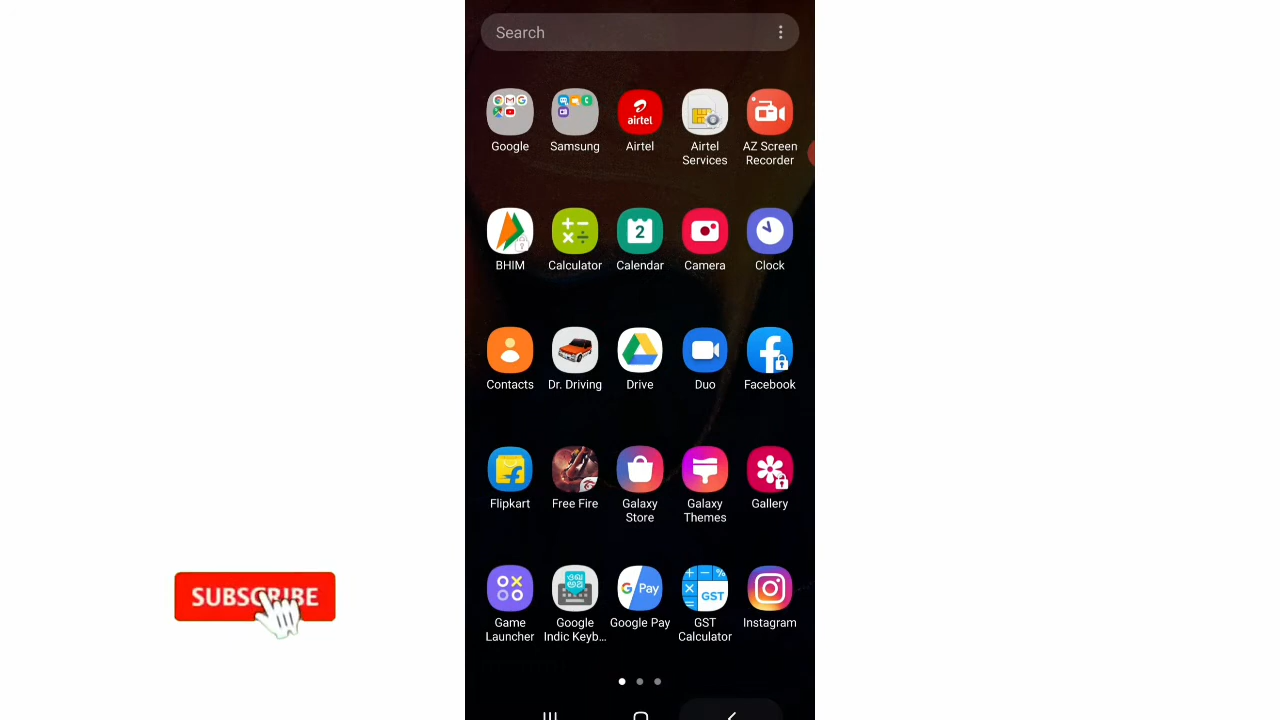 Search
Google
Samsung
airtel
Airtel
Airtel
Services
AZ Screen
Recorder
BHIM
Calculator
2
Calendar
Camera
Clock
Contacts
Dr. Driving
Drive
Duo
Facebook
Flipkart
Free Fire
Galaxy
Store
Galaxy
Themes
Gallery
Game
Launcher
Google
Indic Keyb...
G Pay
Google Pay
GST
GST
Calculator
Instagram
SUBSCRIBE